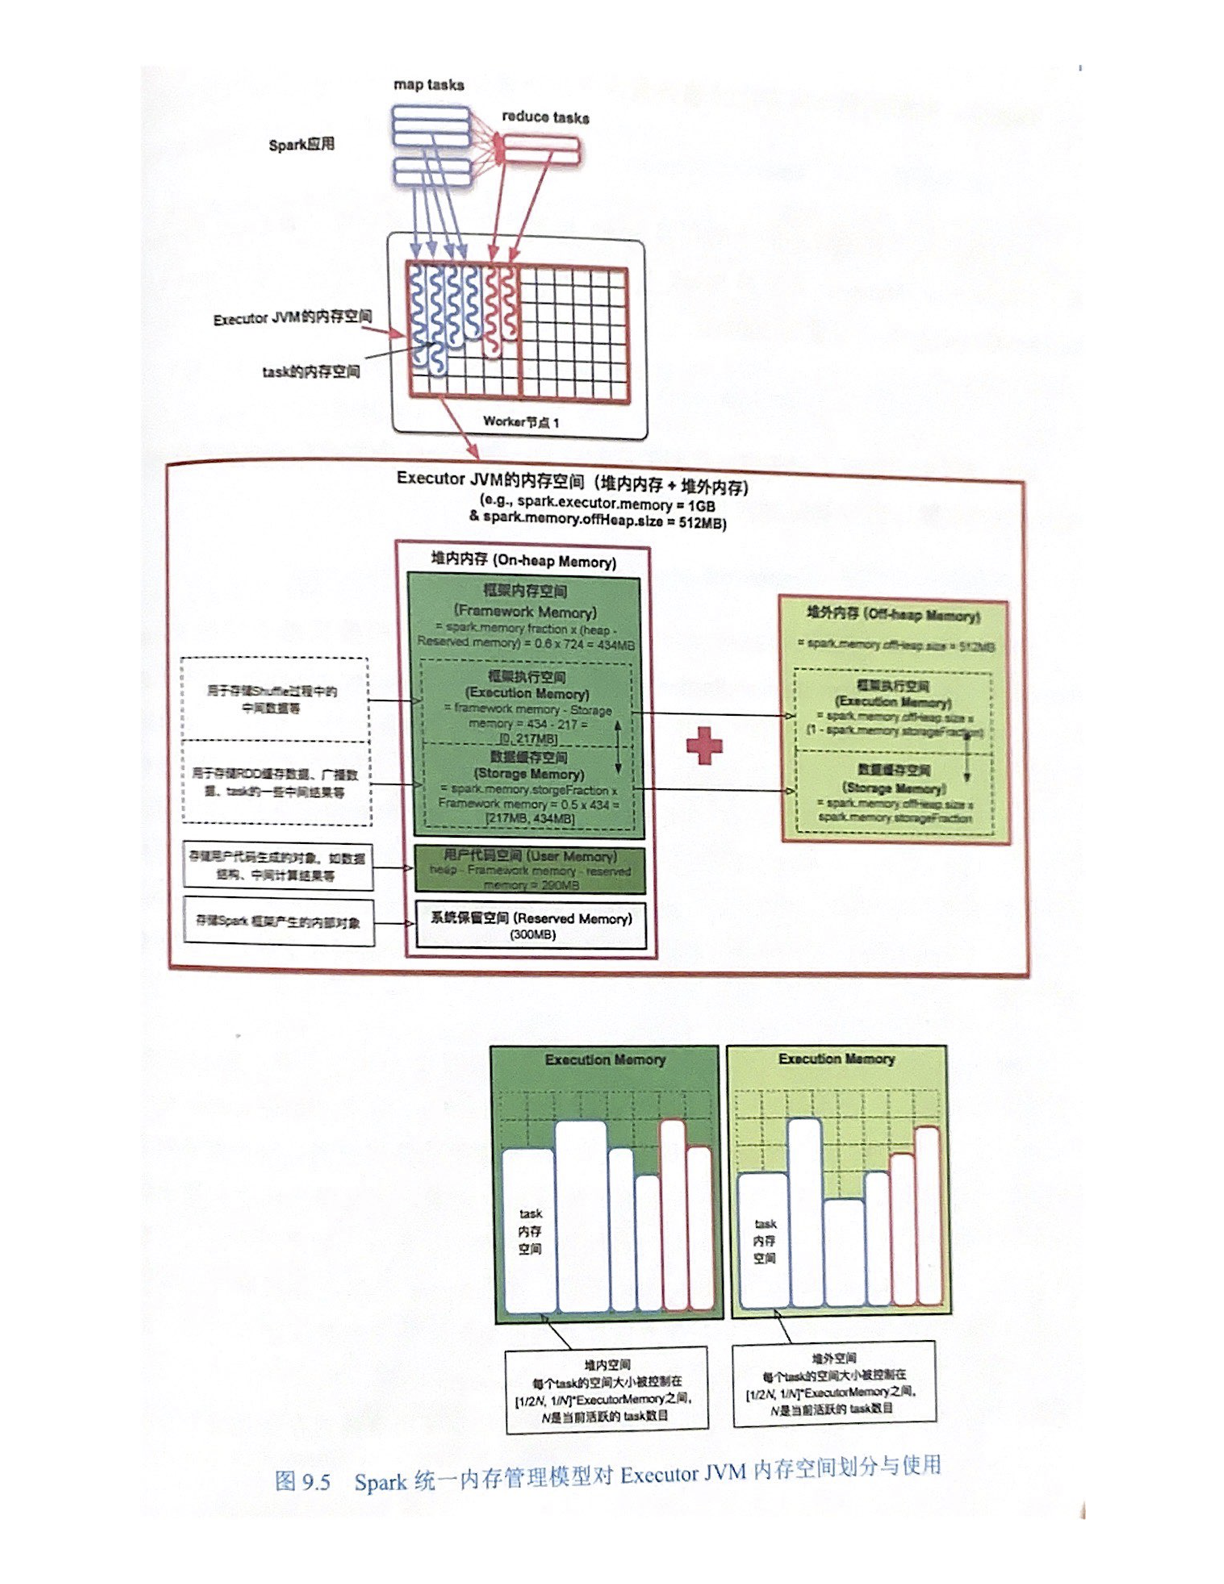 map tasks
reduce tasks
Spark应用
Executor JVM的内存空间
task的内存空间
Worker节点 1
Executor JVM的内存空间（堆内内存 + 堆外内存）
(e.g., spark.executor.memory = 1GB
& spark.memory.offHeap.size = 512MB)
堆内内存 (On-heap Memory)
框架内存空间
(Framework Memory)
= spark.memory.fraction x (heap -
Reserved memory) = 0.6 x 724 = 434MB
框架执行空间
(Execution Memory)
= framework memory - Storage
memory = 434 - 217 =
[0, 217MB]
数据缓存空间
(Storage Memory)
= spark.memory.storgeFraction x
Framework memory = 0.5 x 434 =
[217MB, 434MB]
用户代码空间 (User Memory)
heap - Framework memory - reserved
memory = 290MB
系统保留空间 (Reserved Memory)
(300MB)
用于存储Shuffle过程中的
中间数据等
用于存储RDD缓存数据、广播数
据、task的一些中间结果等
存储用户代码生成的对象，如数据
结构、中间计算结果等
存储Spark 框架产生的内部对象
堆外内存 (Off-heap Memory)
= spark.memory.offHeap.size = 512MB
框架执行空间
(Execution Memory)
= spark.memory.offHeap.size x
(1 - spark.memory.storageFraction)
数据缓存空间
(Storage Memory)
= spark.memory.offHeap.size x
spark.memory.storageFraction
Execution Memory
task
内存
空间
Execution Memory
task
内存
空间
堆内空间
每个task的空间大小被控制在
[1/2N, 1/N]*ExecutorMemory之间，
N是当前活跃的 task数目
堆外空间
每个task的空间大小被控制在
[1/2N, 1/N]*ExecutorMemory之间，
N是当前活跃的 task数目
图 9.5 Spark 统一内存管理模型对 Executor JVM 内存空间划分与使用